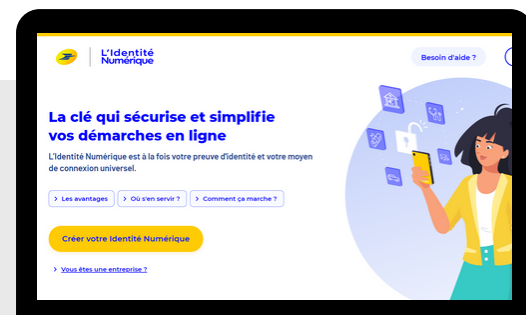 L'Identité
Numérique
Besoin d'aide ?
La clé qui sécurise et simplifie
vos démarches en ligne
L'Identité Numérique est à la fois votre preuve d'identité et votre moyen
de connexion universel.
> Les avantages > Où s'en servir ? > Comment ça marche ?
Créer votre Identité Numérique
> Vous êtes une entreprise ?